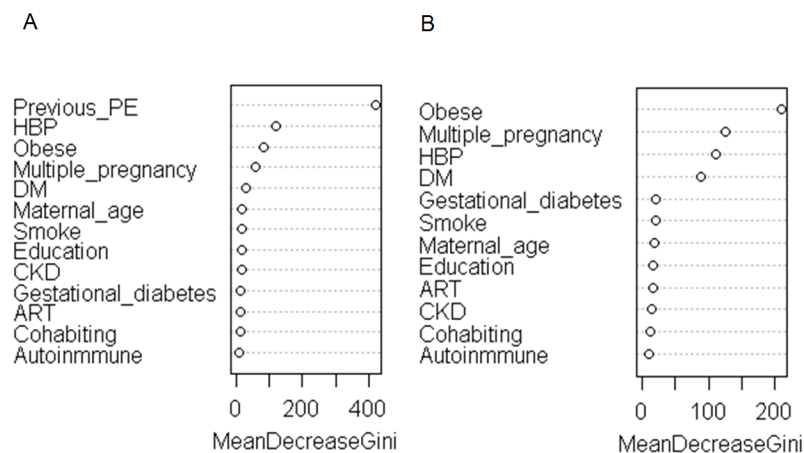 A
Previous_PE
HBP
Obese
Multiple_pregnancy
DM
Maternal_age
Smoke
Education
CKD
Gestational_diabetes
ART
Cohabiting
Autoinmmune
0 200 400
MeanDecreaseGini
B
Obese
Multiple_pregnancy
HBP
DM
Gestational_diabetes
Smoke
Maternal_age
Education
ART
CKD
Cohabiting
Autoinmmune
0 100 200
MeanDecreaseGini